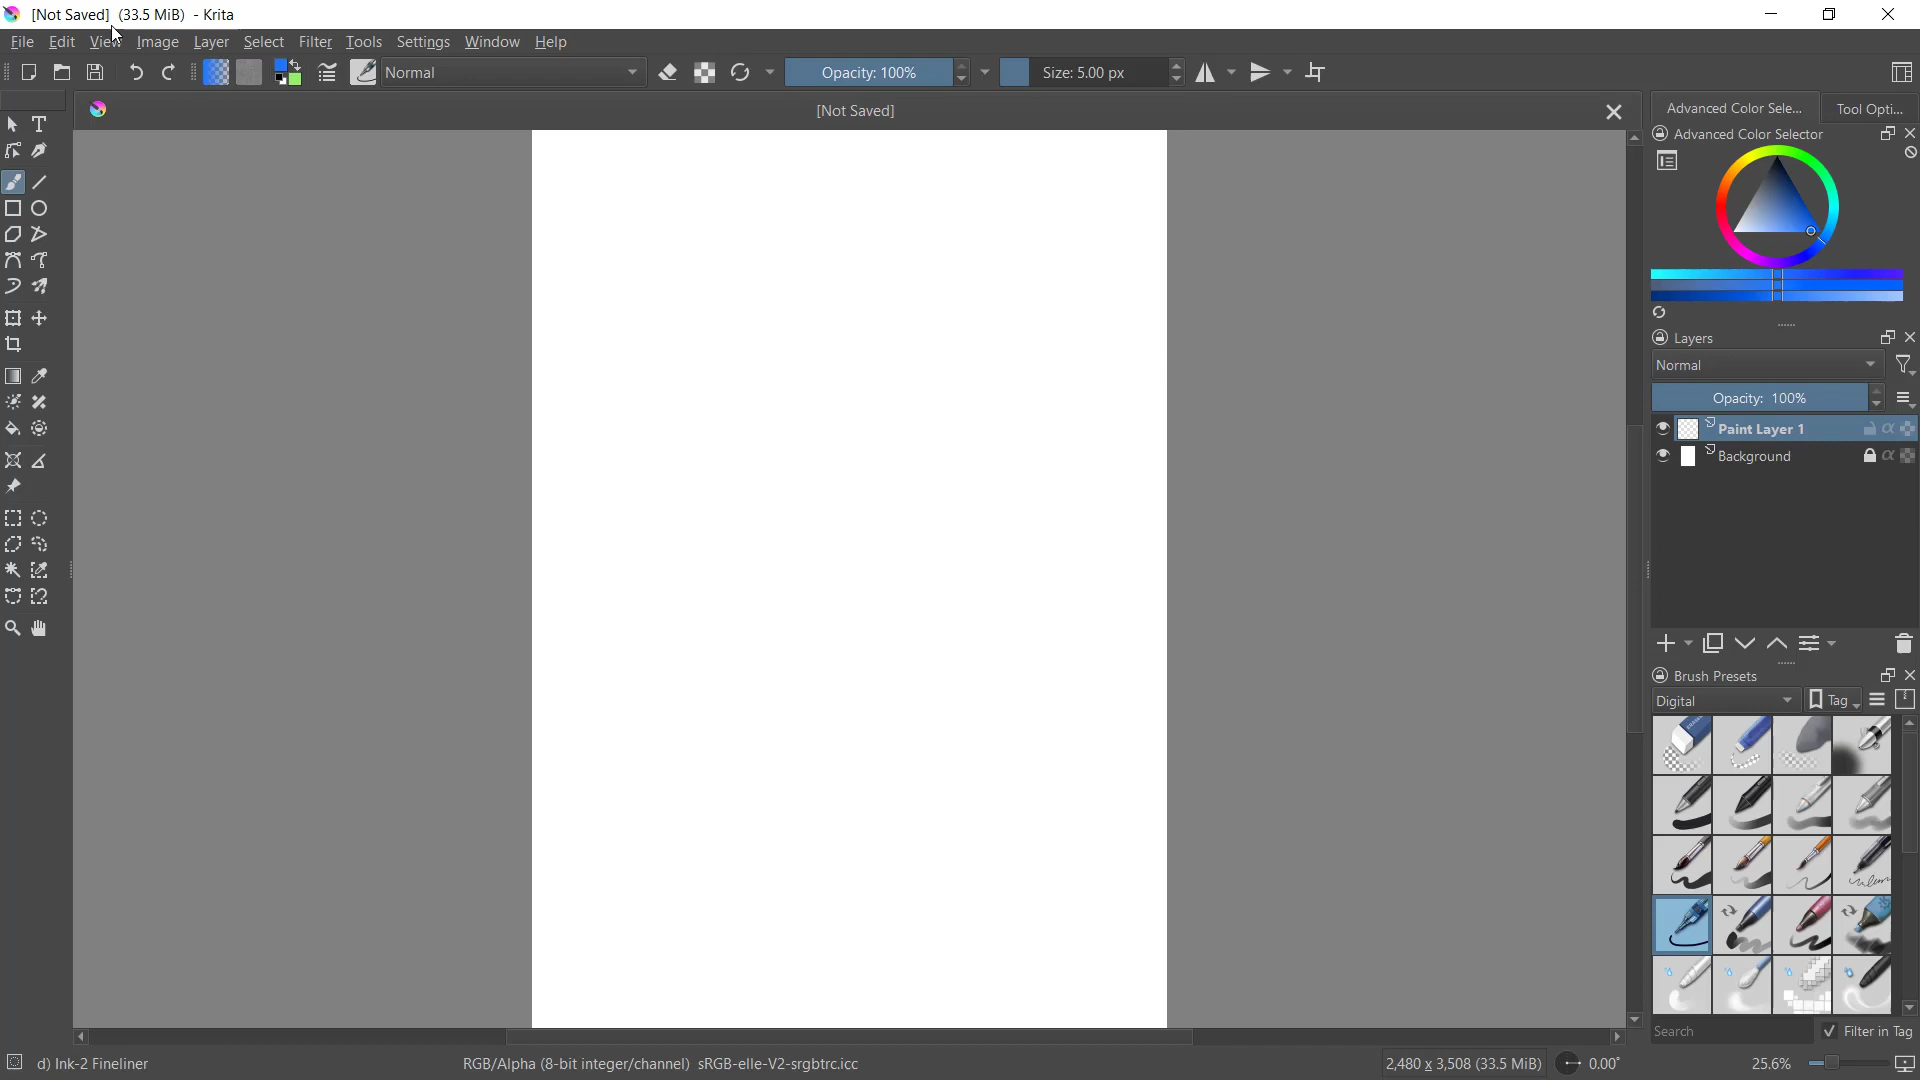 [Not Saved] (33.5 MiB) - Krita
File Edit View Image Layer Select Filter Tools Settings Window Help
Normal Opacity: 100% Size: 5.00 px
[Not Saved]
Advanced Color Sele... Tool Opti...
Advanced Color Selector
Layers
Normal
Opacity: 100%
Paint Layer 1
Background
Brush Presets
Digital Tag
Search Filter in Tag
d) Ink-2 Fineliner RGB/Alpha (8-bit integer/channel) sRGB-elle-V2-srgbtrc.icc 2,480 x 3,508 (33.5 MiB) 0.00° 25.6%